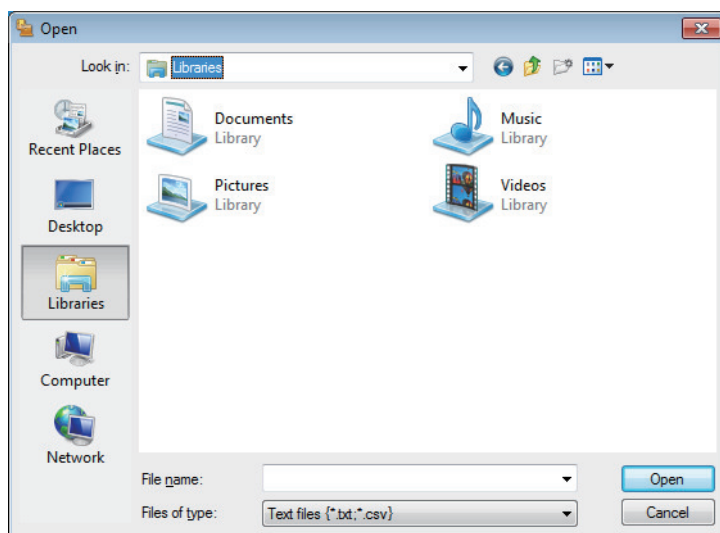 Open
Look in:
Libraries
Recent Places
Desktop
Libraries
Computer
Network
Documents
Library
Music
Library
Pictures
Library
Videos
Library
File name:
Open
Files of type:
Text files {*.txt;*.csv}
Cancel